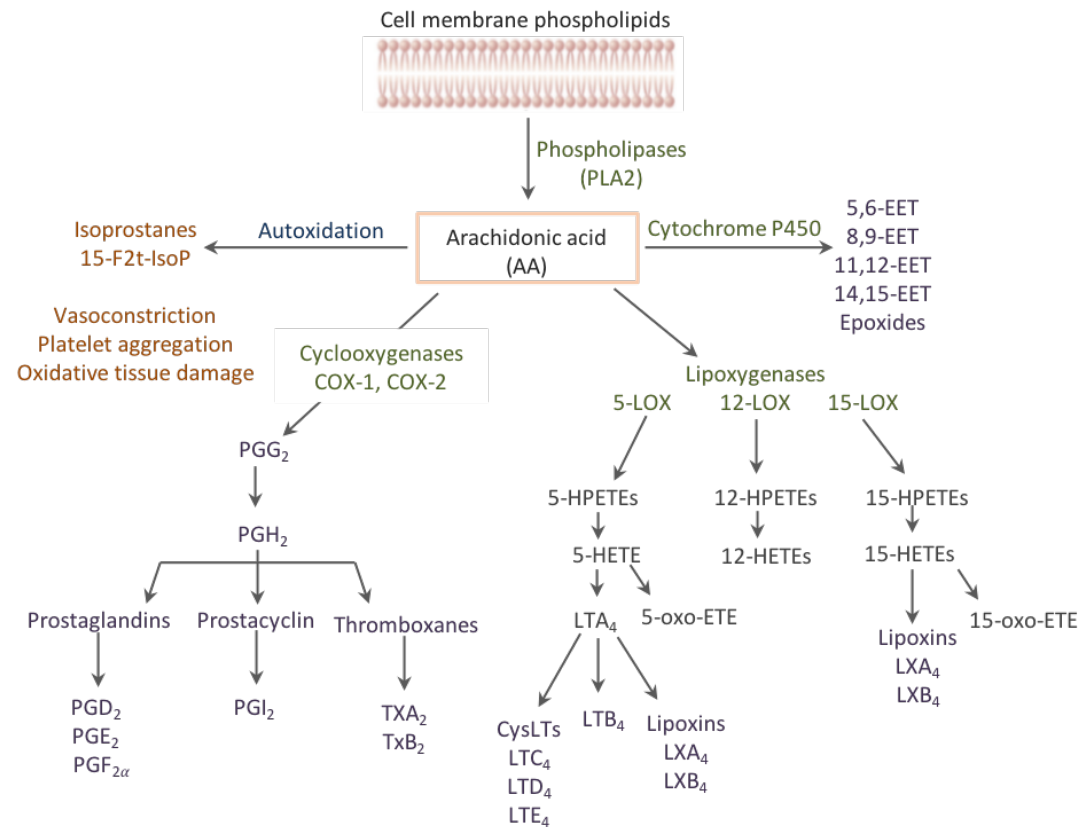 Cell membrane phospholipids
Phospholipases
(PLA2)
Isoprostanes
15-F2t-IsoP
Autoxidation
Arachidonic acid
(AA)
Cytochrome P450
5,6-EET
8,9-EET
11,12-EET
14,15-EET
Epoxides
Vasoconstriction
Platelet aggregation
Oxidative tissue damage
Cyclooxygenases
COX-1, COX-2
Lipoxygenases
5-LOX 12-LOX 15-LOX
PGG₂
PGH₂
5-HPETEs 12-HPETEs 15-HPETEs
5-HETE 12-HETEs 15-HETEs
Prostaglandins Prostacyclin Thromboxanes
LTA₄ 5-oxo-ETE
15-oxo-ETE
Lipoxins
LXA₄
LXB₄
PGD₂
PGE₂
PGF₂α
PGI₂
TXA₂
TxB₂
CysLTs
LTC₄
LTD₄
LTE₄
LTB₄
Lipoxins
LXA₄
LXB₄